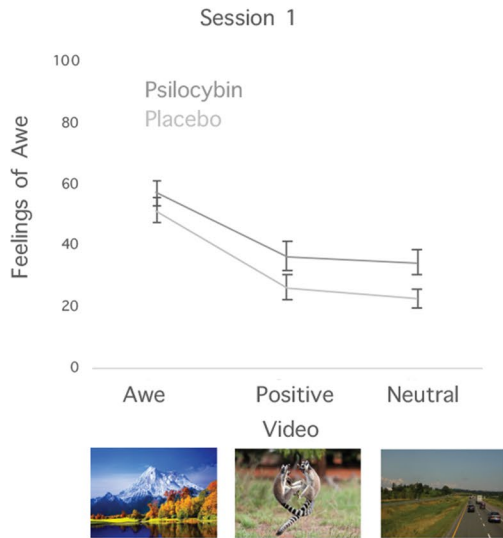 Session 1
100
80
60
40
20
0
Feelings of Awe
Psilocybin
Placebo
Awe Positive Neutral
Video